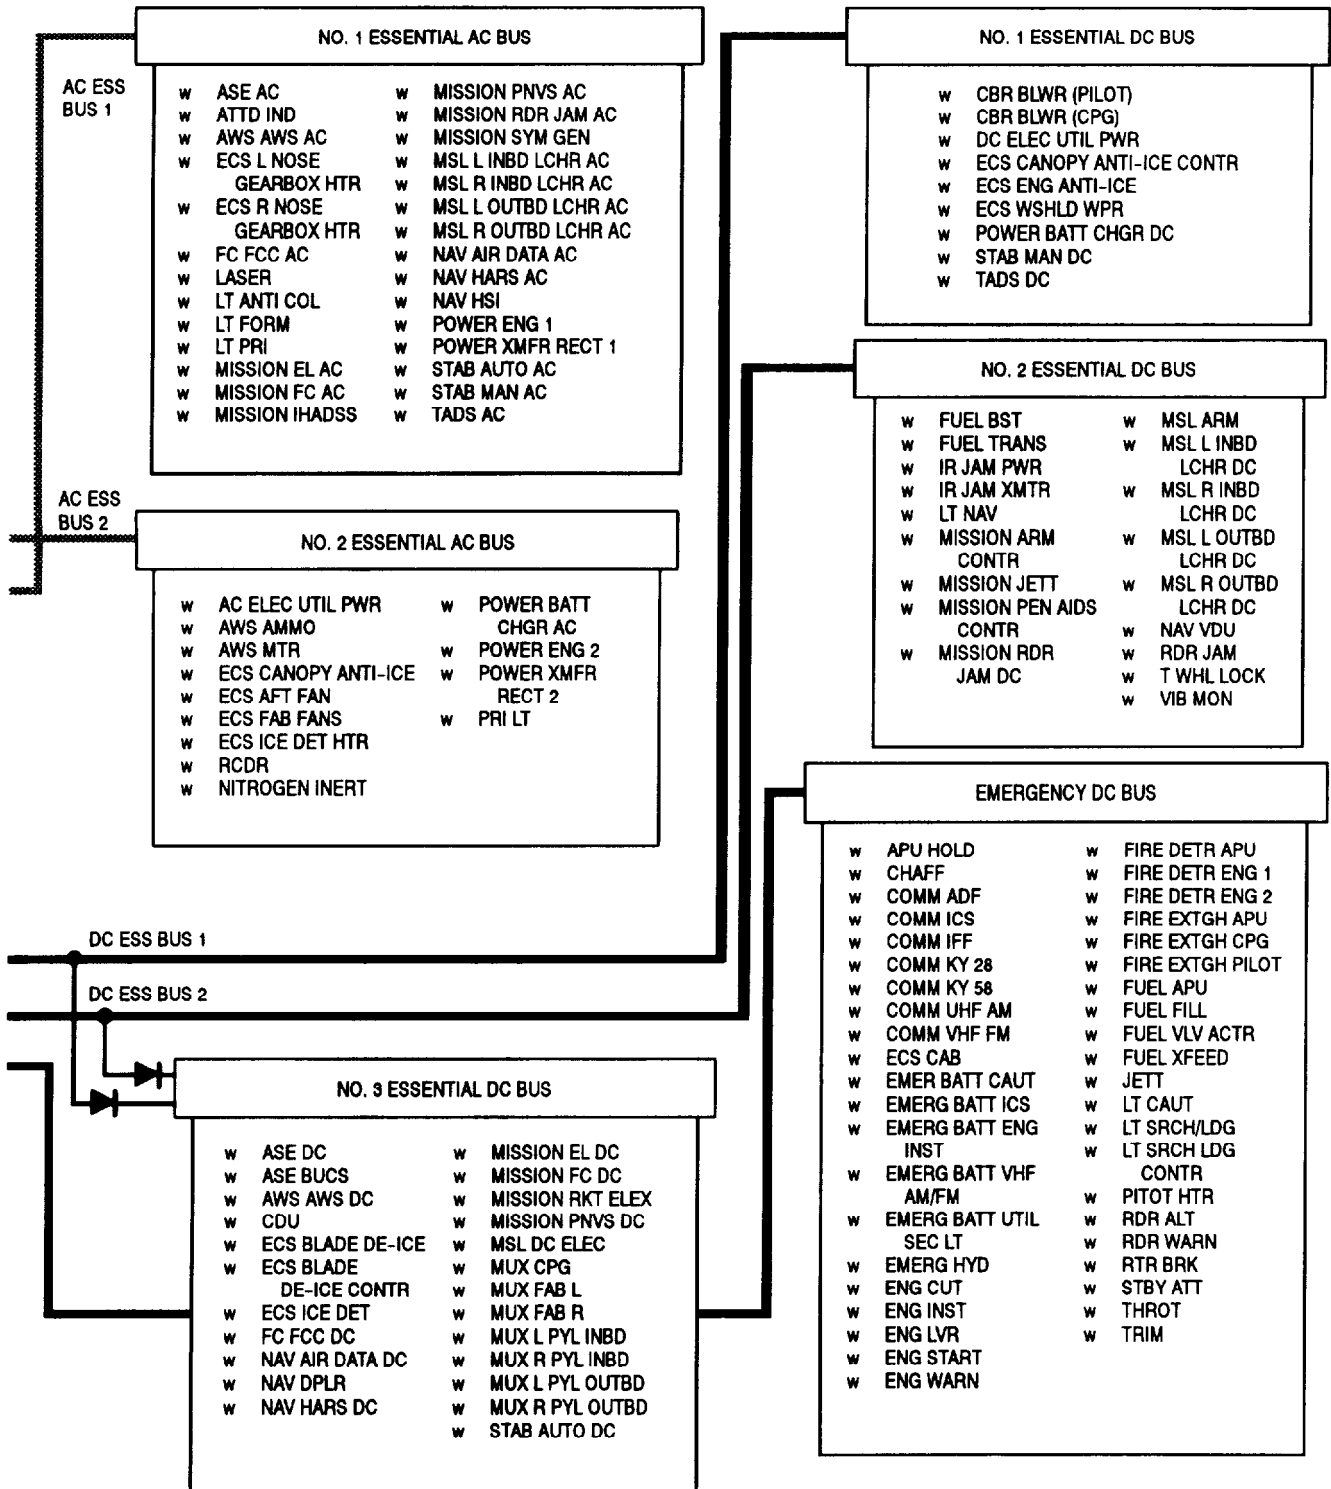 NO. 1 ESSENTIAL AC BUS
AC ESS
BUS 1
w ASE AC
w ATTD IND
w AWS AWS AC
w ECS L NOSE
GEARBOX HTR
w ECS R NOSE
GEARBOX HTR
w FC FCC AC
w LASER
w LT ANTI COL
w LT FORM
w LT PRI
w MISSION EL AC
w MISSION FC AC
w MISSION IHADSS
w MISSION PNVS AC
w MISSION RDR JAM AC
w MISSION SYM GEN
w MSL L INBD LCHR AC
w MSL R INBD LCHR AC
w MSL L OUTBD LCHR AC
w MSL R OUTBD LCHR AC
w NAV AIR DATA AC
w NAV HARS AC
w NAV HSI
w POWER ENG 1
w POWER XMFR RECT 1
w STAB AUTO AC
w STAB MAN AC
w TADS AC
AC ESS
BUS 2
NO. 2 ESSENTIAL AC BUS
w AC ELEC UTIL PWR
w AWS AMMO
w AWS MTR
w ECS CANOPY ANTI-ICE
w ECS AFT FAN
w ECS FAB FANS
w ECS ICE DET HTR
w RCDR
w NITROGEN INERT
w POWER BATT
CHGR AC
w POWER ENG 2
w POWER XMFR
RECT 2
w PRI LT
DC ESS BUS 1
DC ESS BUS 2
NO. 3 ESSENTIAL DC BUS
w ASE DC
w ASE BUCS
w AWS AWS DC
w CDU
w ECS BLADE DE-ICE
w ECS BLADE
DE-ICE CONTR
w ECS ICE DET
w FC FCC DC
w NAV AIR DATA DC
w NAV DPLR
w NAV HARS DC
w MISSION EL DC
w MISSION FC DC
w MISSION RKT ELEX
w MISSION PNVS DC
w MSL DC ELEC
w MUX CPG
w MUX FAB L
w MUX FAB R
w MUX L PYL INBD
w MUX R PYL INBD
w MUX L PYL OUTBD
w MUX R PYL OUTBD
w STAB AUTO DC
NO. 1 ESSENTIAL DC BUS
w CBR BLWR (PILOT)
w CBR BLWR (CPG)
w DC ELEC UTIL PWR
w ECS CANOPY ANTI-ICE CONTR
w ECS ENG ANTI-ICE
w ECS WSHLD WPR
w POWER BATT CHGR DC
w STAB MAN DC
w TADS DC
NO. 2 ESSENTIAL DC BUS
w FUEL BST
w FUEL TRANS
w IR JAM PWR
w IR JAM XMTR
w LT NAV
w MISSION ARM
CONTR
w MISSION JETT
w MISSION PEN AIDS
CONTR
w MISSION RDR
JAM DC
w MSL ARM
w MSL L INBD
LCHR DC
w MSL R INBD
LCHR DC
w MSL L OUTBD
LCHR DC
w MSL R OUTBD
LCHR DC
w NAV VDU
w RDR JAM
w T WHL LOCK
w VIB MON
EMERGENCY DC BUS
w APU HOLD
w CHAFF
w COMM ADF
w COMM ICS
w COMM IFF
w COMM KY 28
w COMM KY 58
w COMM UHF AM
w COMM VHF FM
w ECS CAB
w EMER BATT CAUT
w EMERG BATT ICS
w EMERG BATT ENG
INST
w EMERG BATT VHF
AM/FM
w EMERG BATT UTIL
SEC LT
w EMERG HYD
w ENG CUT
w ENG INST
w ENG LVR
w ENG START
w ENG WARN
w FIRE DETR APU
w FIRE DETR ENG 1
w FIRE DETR ENG 2
w FIRE EXTGH APU
w FIRE EXTGH CPG
w FIRE EXTGH PILOT
w FUEL APU
w FUEL FILL
w FUEL VLV ACTR
w FUEL XFEED
w JETT
w LT CAUT
w LT SRCH/LDG
w LT SRCH LDG
CONTR
w PITOT HTR
w RDR ALT
w RDR WARN
w RTR BRK
w STBY ATT
w THROT
w TRIM